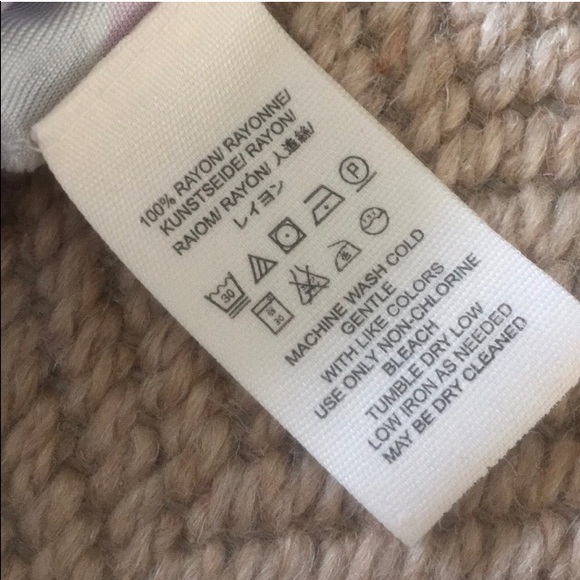 100% RAYON/ RAYONNE/
KUNSTSEIDE/ RAYON/
RAIOM/ RAYÓN/ 人造絲/
レイヨン
P
30
MACHINE WASH COLD
GENTLE
WITH LIKE COLORS
USE ONLY NON-CHLORINE
BLEACH
TUMBLE DRY LOW
LOW IRON AS NEEDED
MAY BE DRY CLEANED